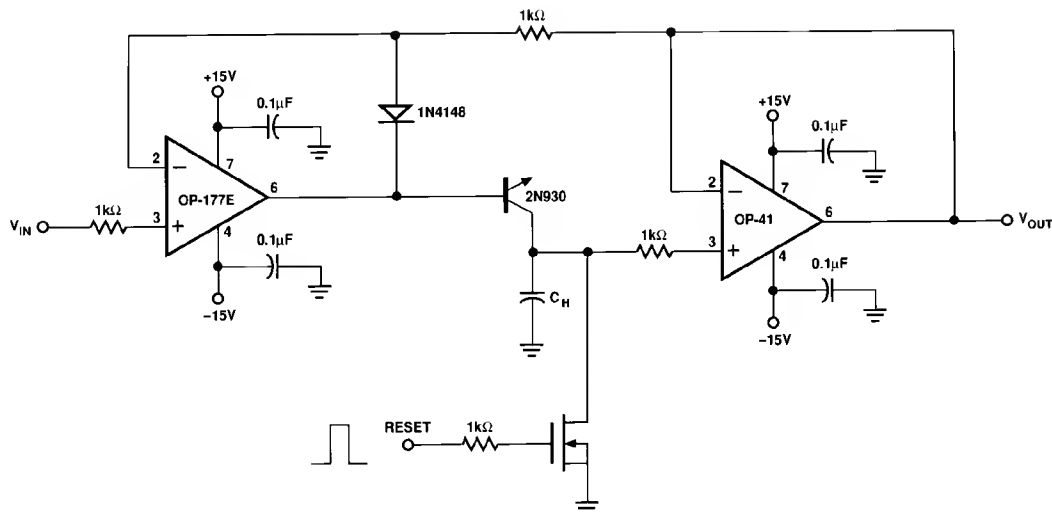 1kΩ
+15V
0.1μF
1N4148
2
7
OP-177E
6
2N930
V_IN
1kΩ
3
4
0.1μF
−15V
C_H
1kΩ
+15V
0.1μF
2
7
OP-41
6
V_OUT
3
4
0.1μF
−15V
RESET
1kΩ